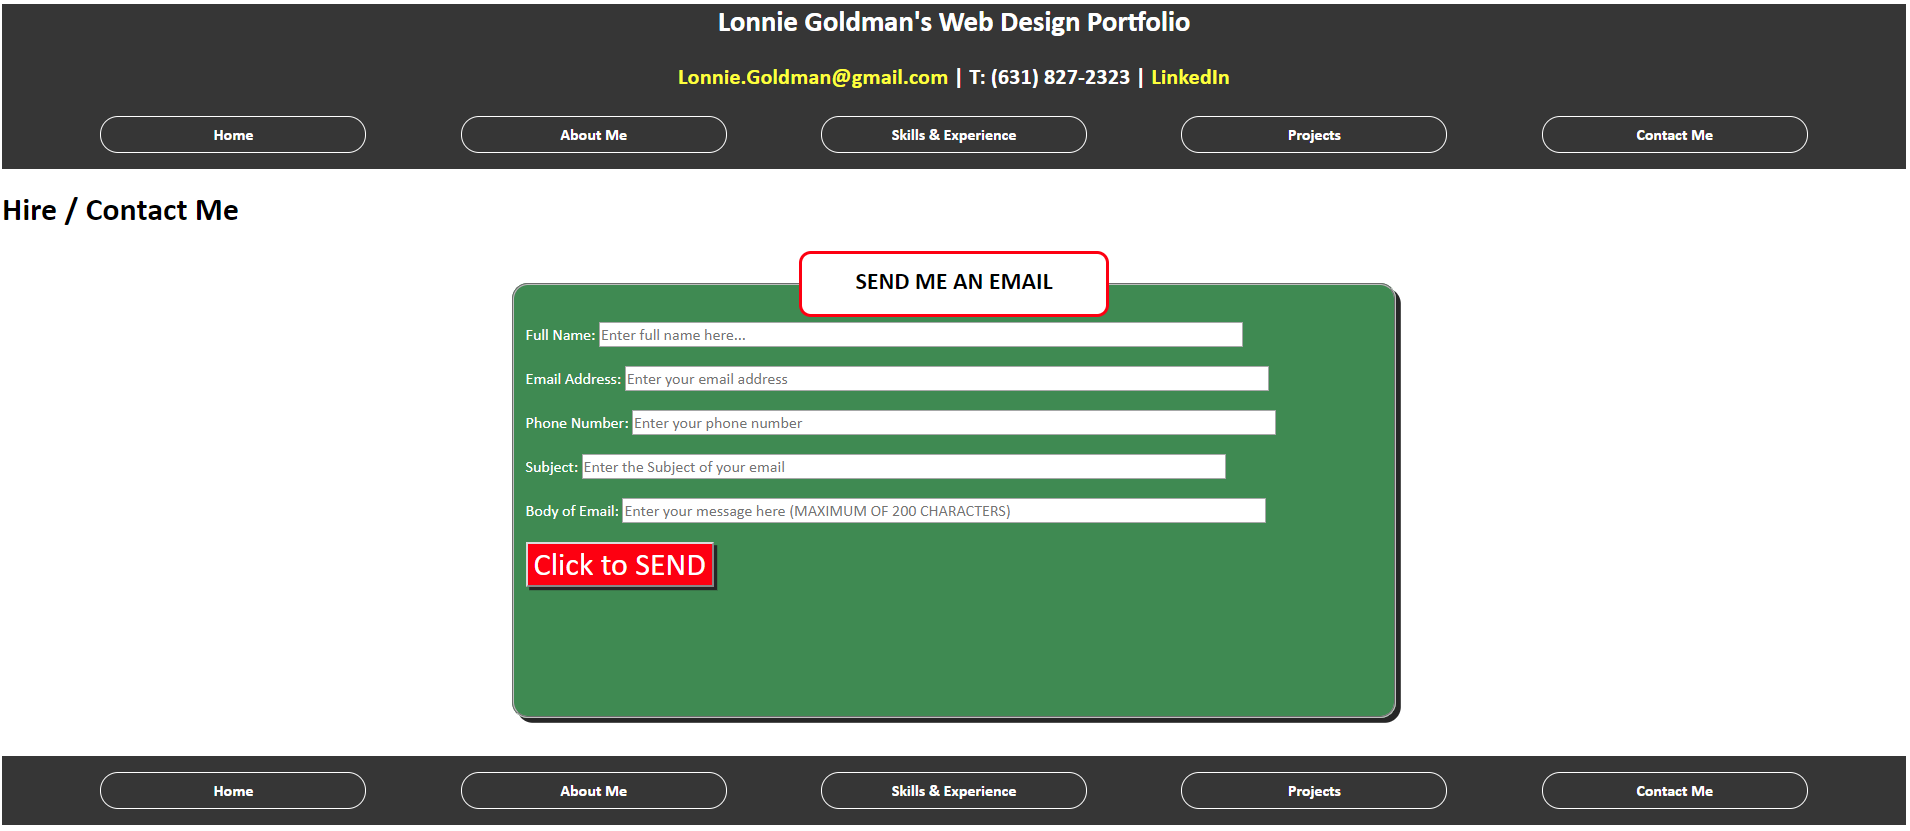 Lonnie Goldman's Web Design Portfolio
Lonnie.Goldman@gmail.com | T: (631) 827-2323 | LinkedIn
Home About Me Skills & Experience Projects Contact Me
Hire / Contact Me
SEND ME AN EMAIL
Full Name: Enter full name here...
Email Address: Enter your email address
Phone Number: Enter your phone number
Subject: Enter the Subject of your email
Body of Email: Enter your message here (MAXIMUM OF 200 CHARACTERS)
Click to SEND
Home About Me Skills & Experience Projects Contact Me